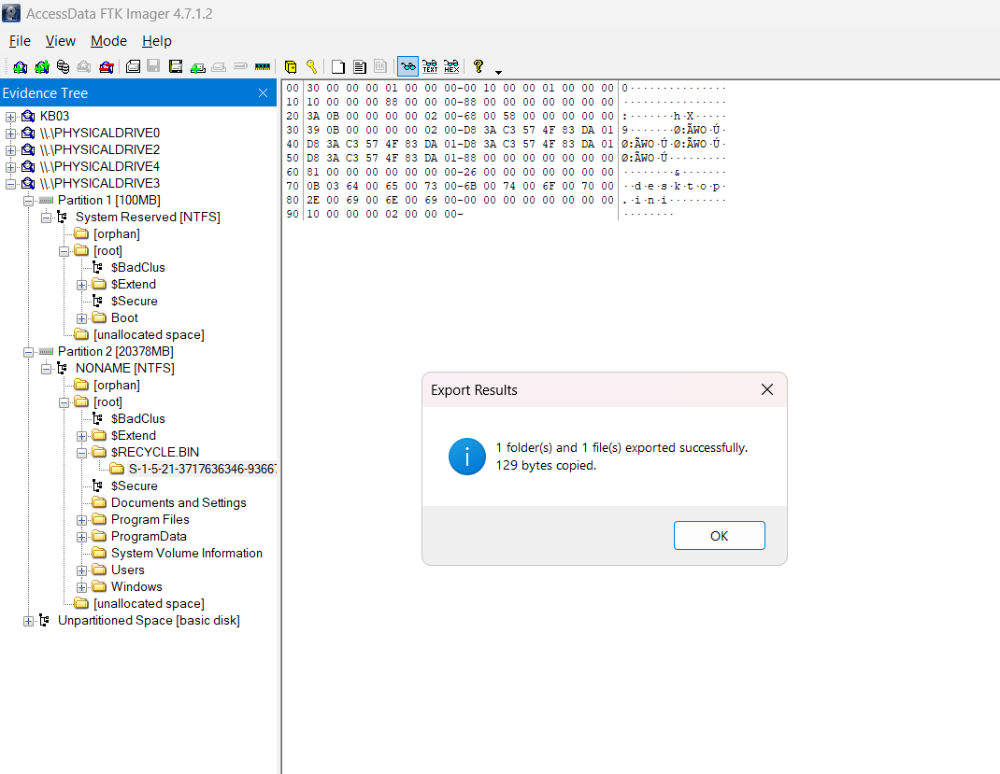 AccessData FTK Imager 4.7.1.2
File View Mode Help
TEXT HEX
Evidence Tree
KB03
\\.\PHYSICALDRIVE0
\\.\PHYSICALDRIVE2
\\.\PHYSICALDRIVE4
\\.\PHYSICALDRIVE3
Partition 1 [100MB]
System Reserved [NTFS]
[orphan]
[root]
$BadClus
$Extend
$Secure
Boot
[unallocated space]
Partition 2 [20378MB]
NONAME [NTFS]
[orphan]
[root]
$BadClus
$Extend
$RECYCLE.BIN
S-1-5-21-3717636346-9366
$Secure
Documents and Settings
Program Files
ProgramData
System Volume Information
Users
Windows
[unallocated space]
Unpartitioned Space [basic disk]
00 30 00 00 00 01 00 00 00-00 10 00 00 01 00 00 00 0···············
10 10 00 00 00 88 00 00 00-88 00 00 00 00 00 00 00 ················
20 3A 0B 00 00 00 00 02 00-68 00 58 00 00 00 00 00 :·······h·X·····
30 39 0B 00 00 00 00 02 00-D8 3A C3 57 4F 83 DA 01 9·······Ø:ÃWO·Ú·
40 D8 3A C3 57 4F 83 DA 01-D8 3A C3 57 4F 83 DA 01 Ø:ÃWO·Ú·Ø:ÃWO·Ú·
50 D8 3A C3 57 4F 83 DA 01-88 00 00 00 00 00 00 00 Ø:ÃWO·Ú·········
60 81 00 00 00 00 00 00 00-26 00 00 00 00 00 00 00 ········&·······
70 0B 03 64 00 65 00 73 00-6B 00 74 00 6F 00 70 00 ··d·e·s·k·t·o·p·
80 2E 00 69 00 6E 00 69 00-00 00 00 00 00 00 00 00 .·i·n·i·········
90 10 00 00 00 02 00 00 00- ········
Export Results
1 folder(s) and 1 file(s) exported successfully.
129 bytes copied.
OK